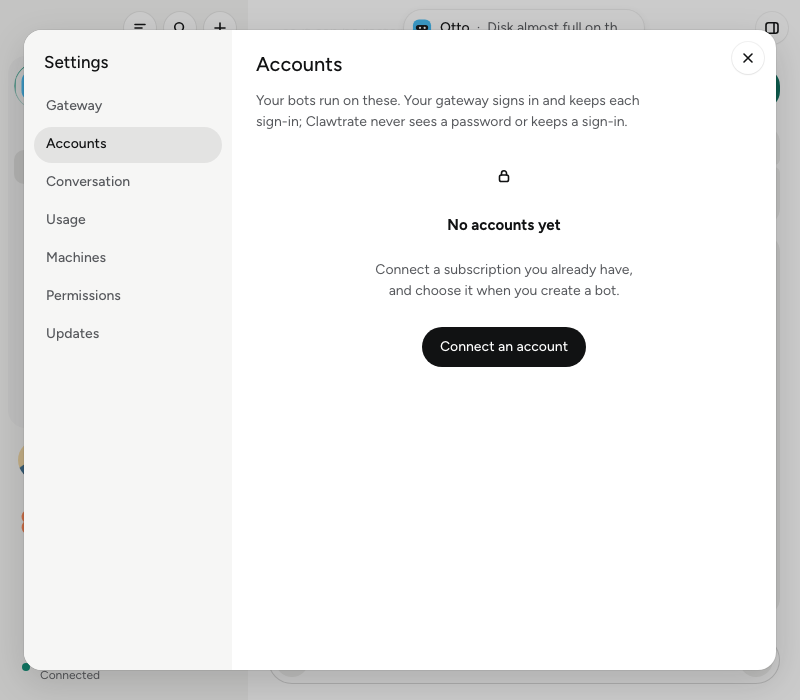 Otto · Disk almost full on th
Settings
Gateway
Accounts
Conversation
Usage
Machines
Permissions
Updates
Accounts
Your bots run on these. Your gateway signs in and keeps each
sign-in; Clawtrate never sees a password or keeps a sign-in.
No accounts yet
Connect a subscription you already have,
and choose it when you create a bot.
Connect an account
Connected